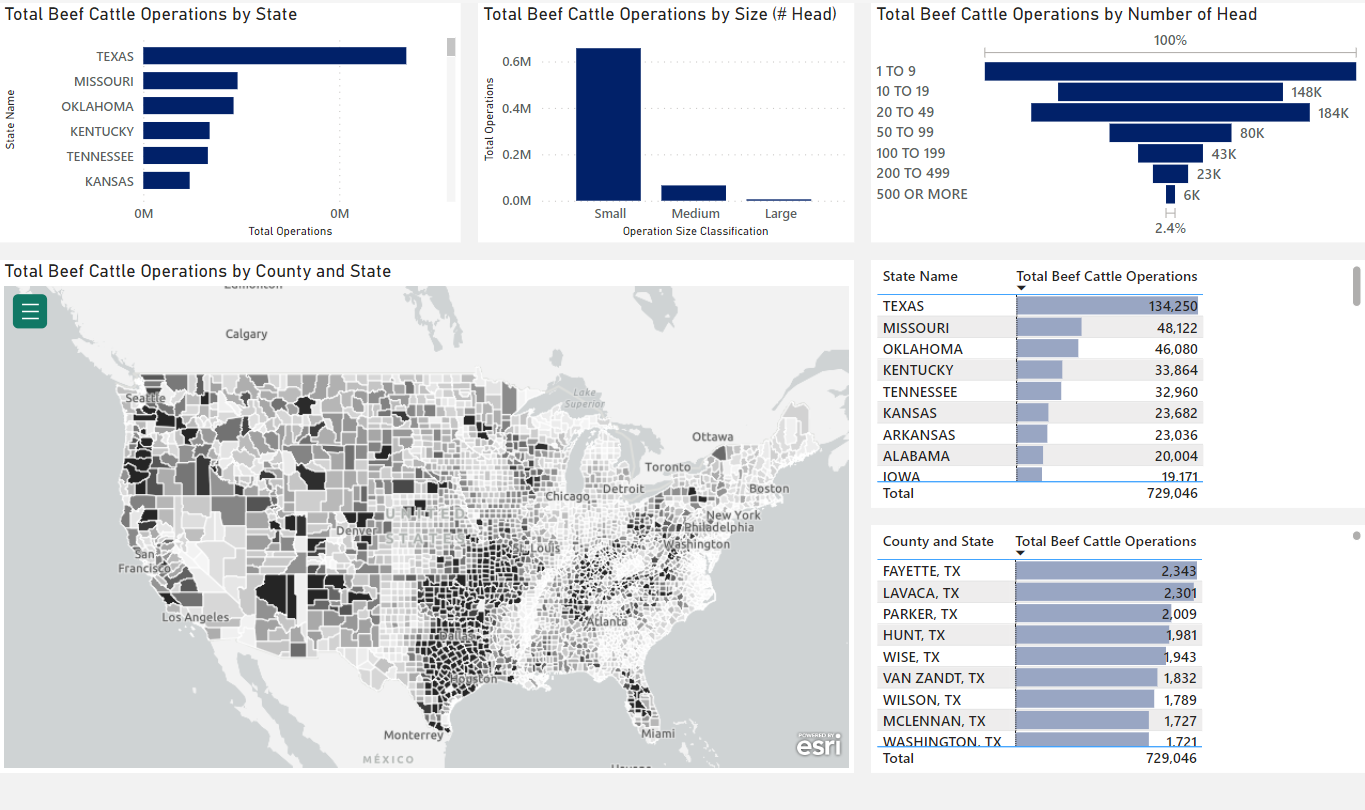 Total Beef Cattle Operations by State
State Name
TEXAS
MISSOURI
OKLAHOMA
KENTUCKY
TENNESSEE
KANSAS
0M 0M
Total Operations
Total Beef Cattle Operations by Size (# Head)
Total Operations
0.6M
0.4M
0.2M
0.0M
Small Medium Large
Operation Size Classification
Total Beef Cattle Operations by Number of Head
100%
1 TO 9
10 TO 19 148K
20 TO 49 184K
50 TO 99 80K
100 TO 199 43K
200 TO 499 23K
500 OR MORE 6K
2.4%
Total Beef Cattle Operations by County and State
Edmonton
Calgary
Seattle
Lake
Superior
Ottawa
Toronto
Chicago Detroit Boston
UNITED
STATES
New York
Philadelphia
Denver
St. Louis Washington
San
Francisco
Los Angeles
Atlanta
Dallas
Houston
Monterrey
Miami
MÉXICO
POWERED BY
esri
State Name Total Beef Cattle Operations
TEXAS 134,250
MISSOURI 48,122
OKLAHOMA 46,080
KENTUCKY 33,864
TENNESSEE 32,960
KANSAS 23,682
ARKANSAS 23,036
ALABAMA 20,004
IOWA 19,171
Total 729,046
County and State Total Beef Cattle Operations
FAYETTE, TX 2,343
LAVACA, TX 2,301
PARKER, TX 2,009
HUNT, TX 1,981
WISE, TX 1,943
VAN ZANDT, TX 1,832
WILSON, TX 1,789
MCLENNAN, TX 1,727
WASHINGTON, TX 1,721
Total 729,046